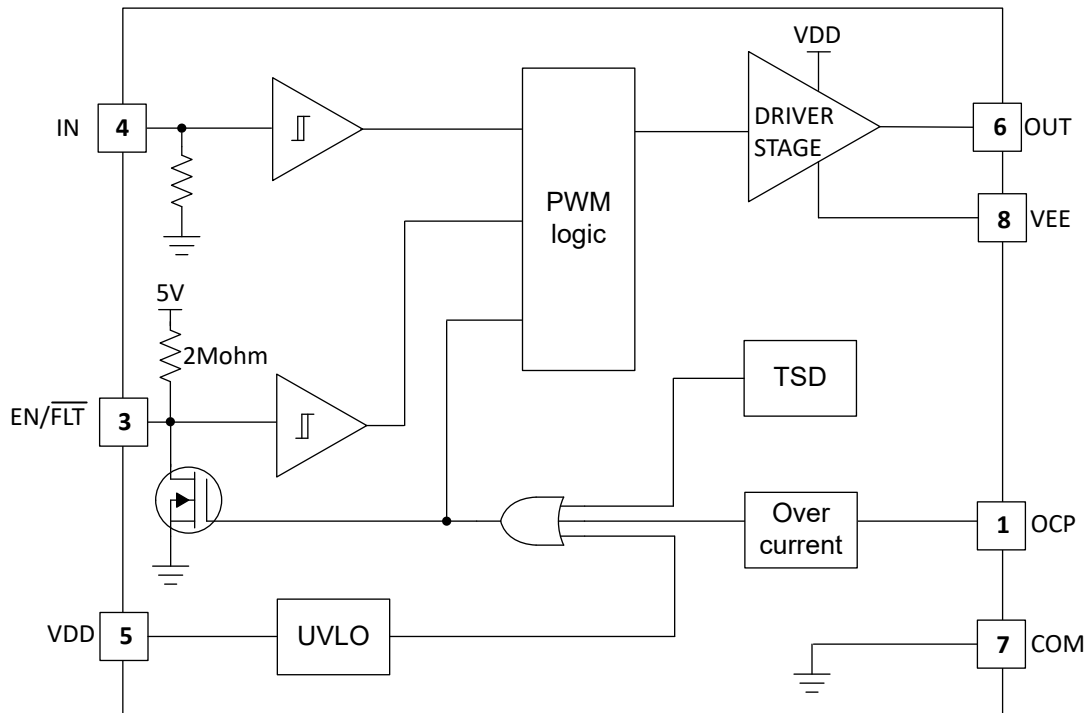 VDD
IN
4
DRIVER
STAGE
6
OUT
PWM
logic
8
VEE
5V
2Mohm
TSD
EN/FLT
3
Over
current
1
OCP
VDD
5
UVLO
7
COM